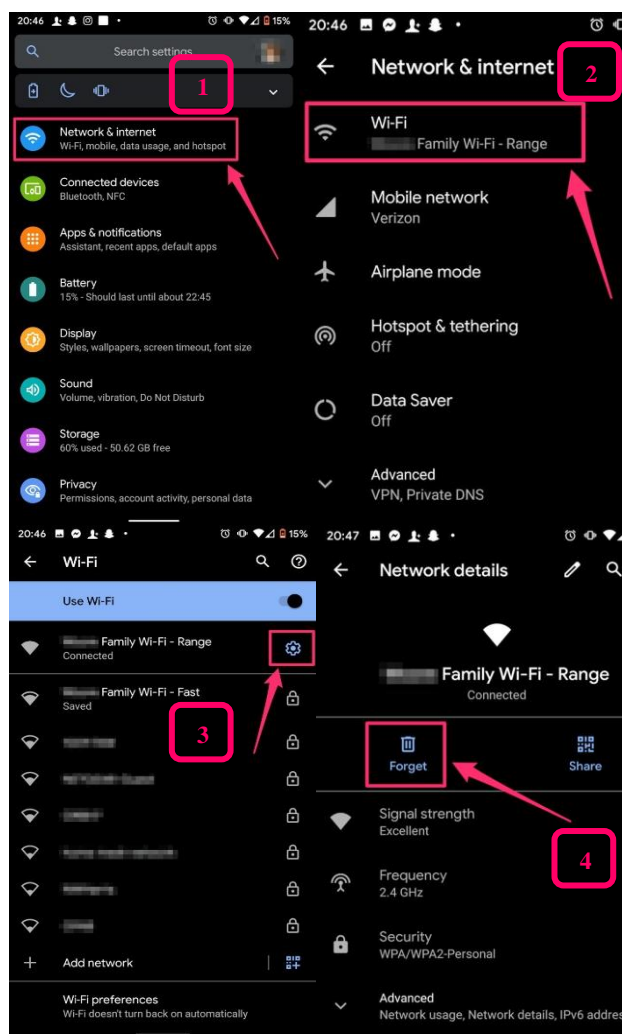 20:46
15%
Search settings
1
Network & internet
Wi-Fi, mobile, data usage, and hotspot
Connected devices
Bluetooth, NFC
Apps & notifications
Assistant, recent apps, default apps
Battery
15% - Should last until about 22:45
Display
Styles, wallpapers, screen timeout, font size
Sound
Volume, vibration, Do Not Disturb
Storage
60% used - 50.62 GB free
Privacy
Permissions, account activity, personal data
20:46
Network & internet
2
Wi-Fi
Family Wi-Fi - Range
Mobile network
Verizon
Airplane mode
Hotspot & tethering
Off
Data Saver
Off
Advanced
VPN, Private DNS
20:46
15%
Wi-Fi
Use Wi-Fi
Family Wi-Fi - Range
Connected
Family Wi-Fi - Fast
Saved
3
Add network
Wi-Fi preferences
Wi-Fi doesn't turn back on automatically
20:47
Network details
Family Wi-Fi - Range
Connected
Forget
Share
Signal strength
Excellent
4
Frequency
2.4 GHz
Security
WPA/WPA2-Personal
Advanced
Network usage, Network details, IPv6 addres